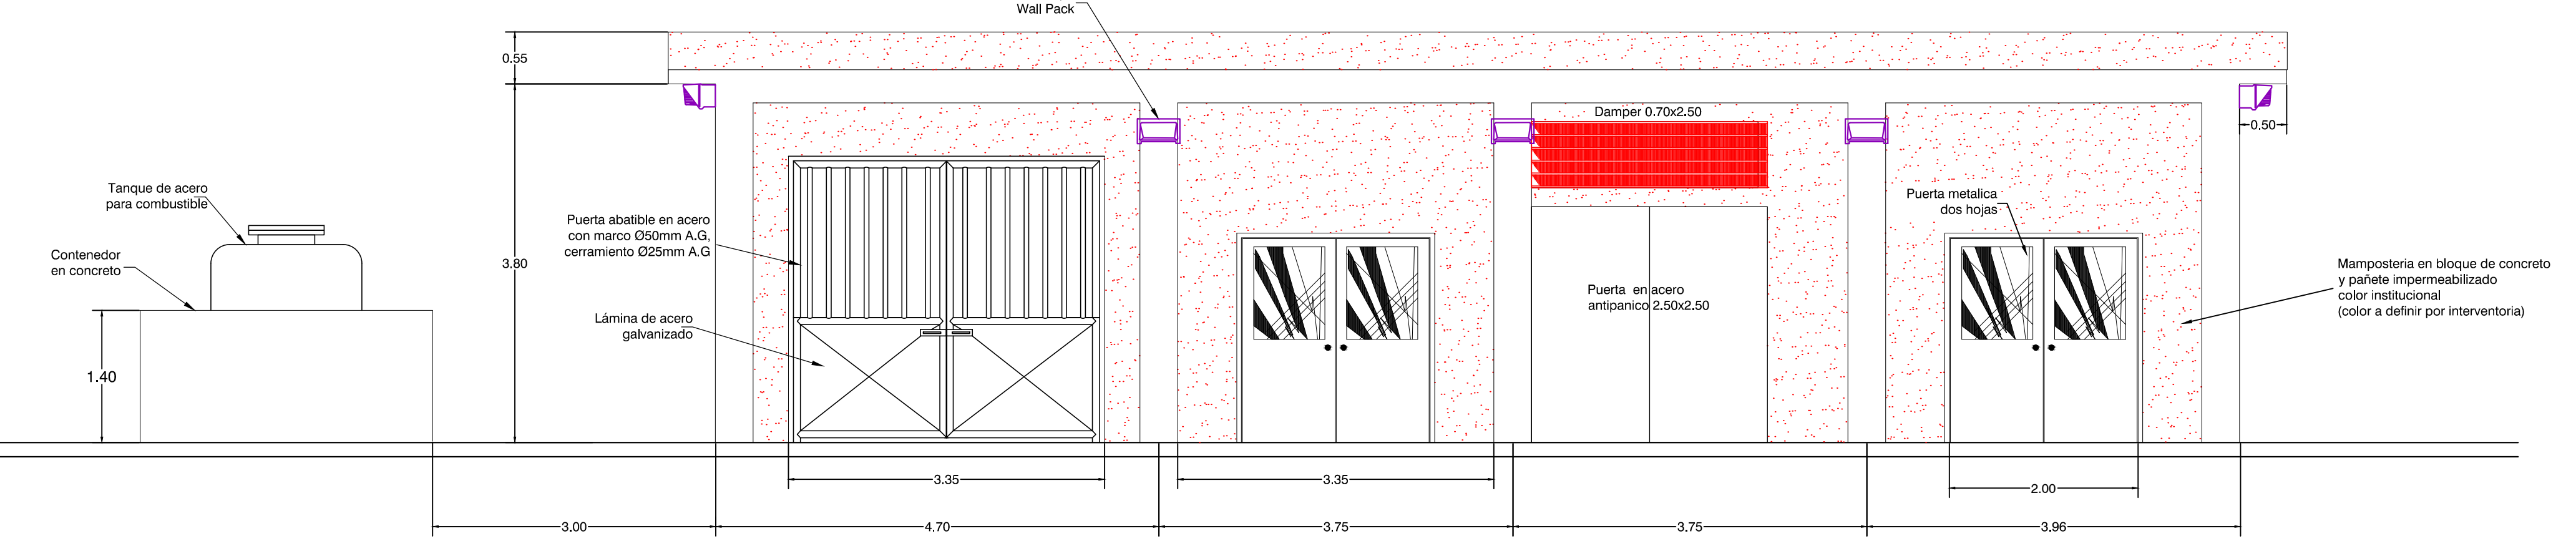 Wall Pack
0.55
Damper 0.70x2.50
0.50
Tanque de acero
para combustible
Puerta metalica
dos hojas
Puerta abatible en acero
con marco Ø50mm A.G,
cerramiento Ø25mm A.G
Contenedor
en concreto
3.80
Mamposteria en bloque de concreto
y pañete impermeabilizado
color institucional
(color a definir por interventoria)
Puerta en acero
antipanico 2.50x2.50
Lámina de acero
galvanizado
1.40
3.35
3.35
2.00
3.00
4.70
3.75
3.75
3.96